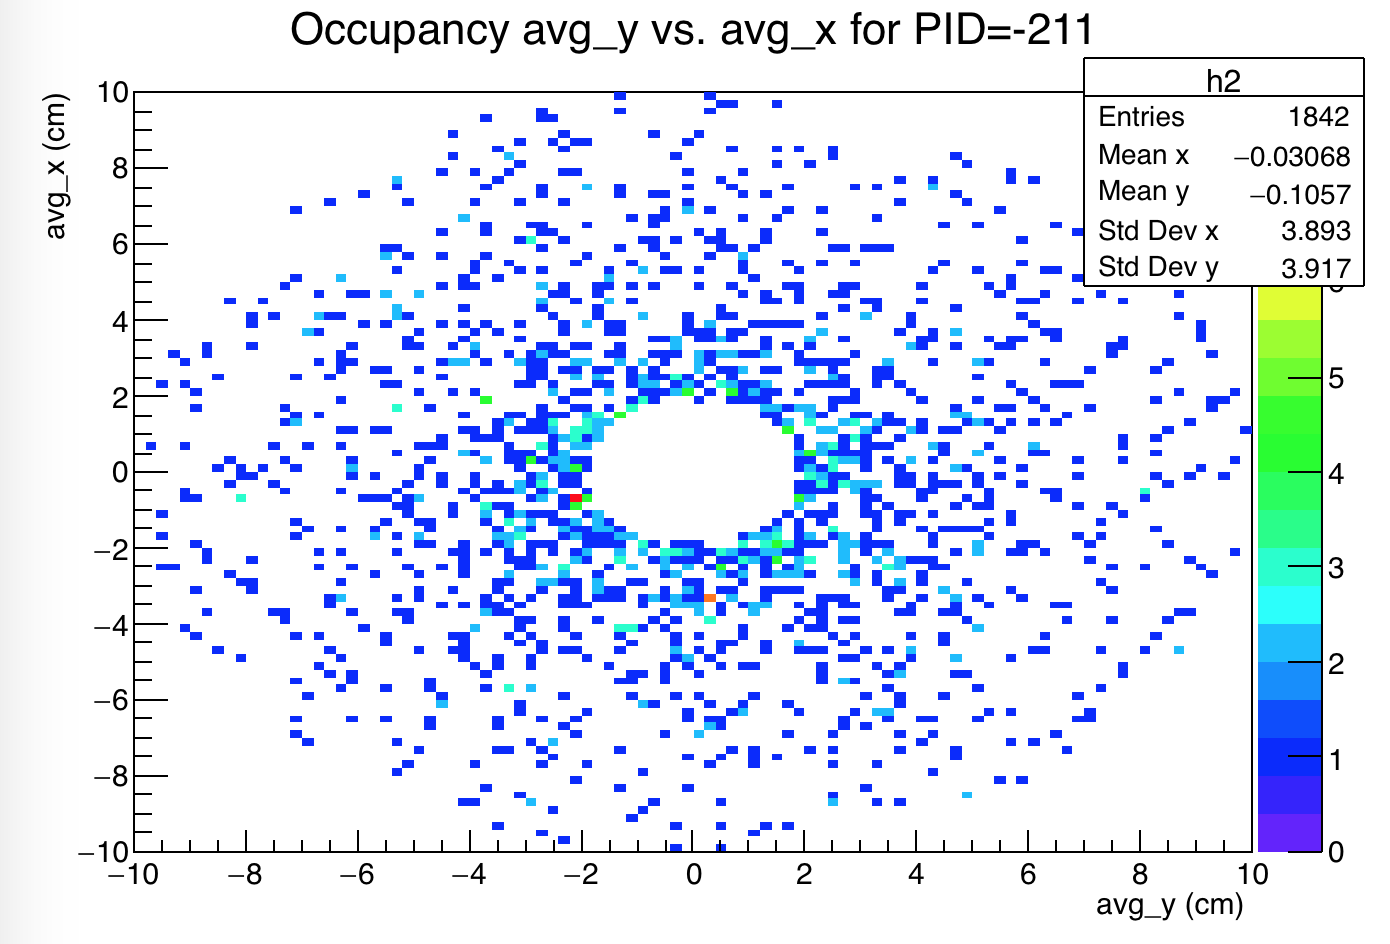 Occupancy avg_y vs. avg_x for PID=-211
h2
Entries 1842
Mean x −0.03068
Mean y −0.1057
Std Dev x 3.893
Std Dev y 3.917
avg_x (cm)
10
8
6
4
2
0
−2
−4
−6
−8
−10
−10 −8 −6 −4 −2 0 2 4 6 8 10
avg_y (cm)
5
4
3
2
1
0